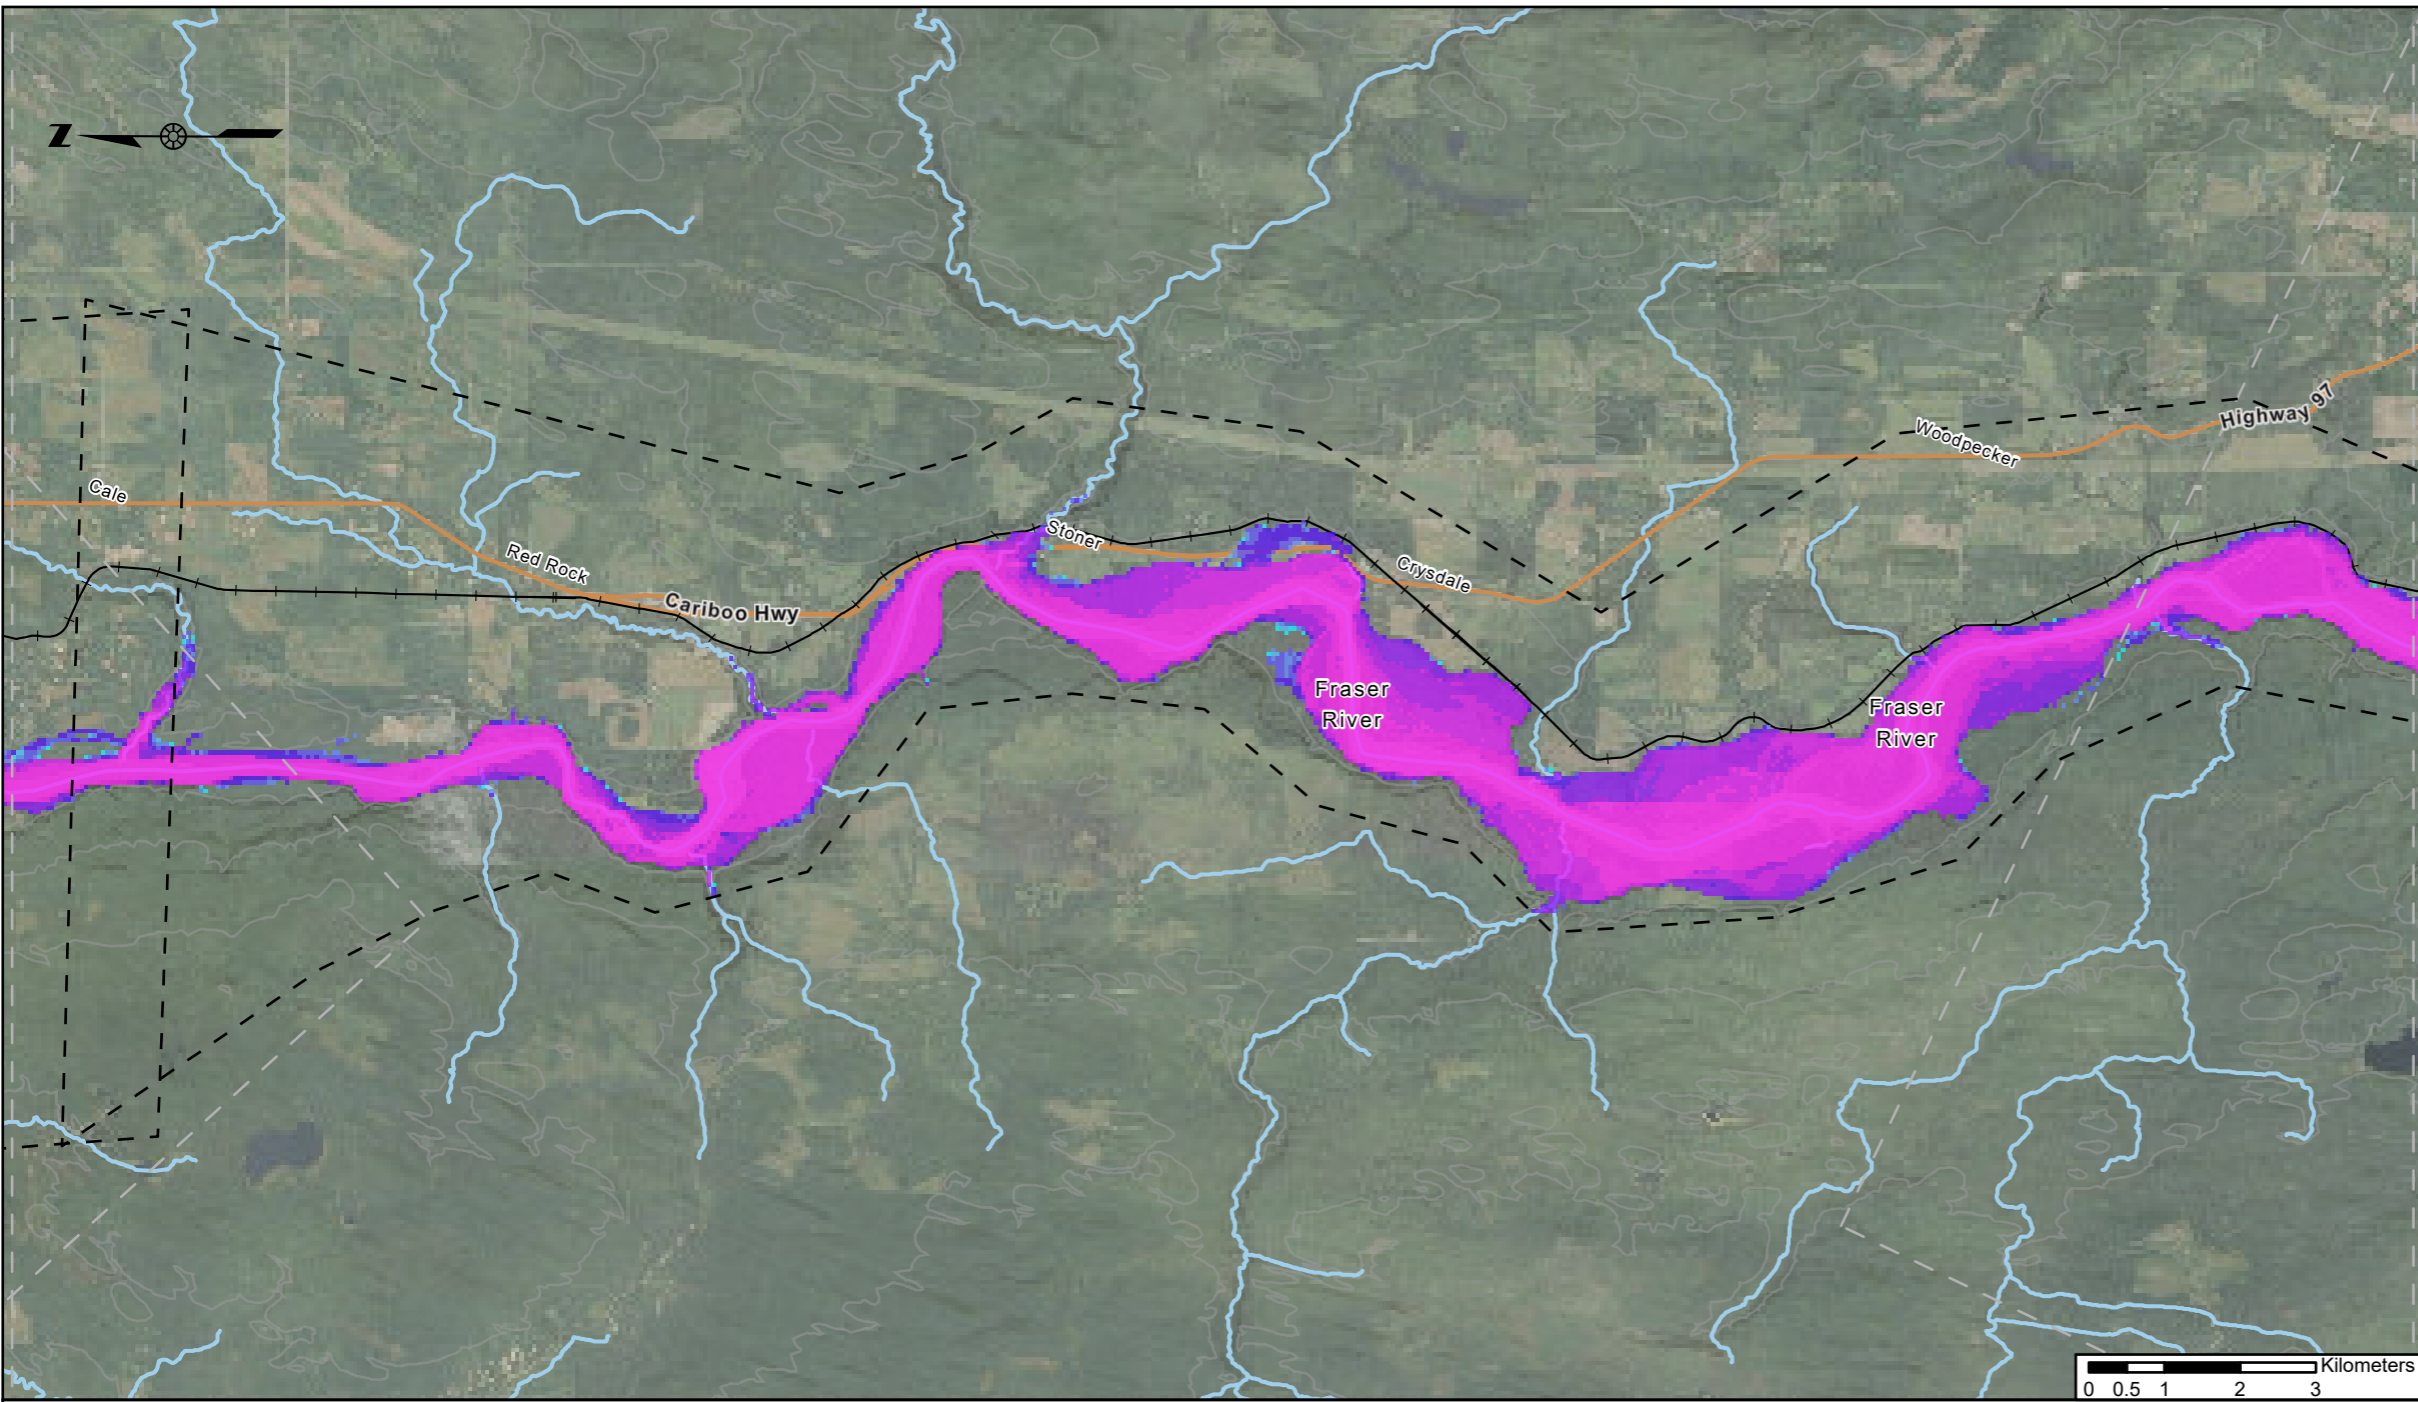 N
Cale
Red Rock
Cariboo Hwy
Stoner
Crysdale
Woodpecker
Highway 97
Fraser
River
Fraser
River
Kilometers
0 0.5 1 2 3